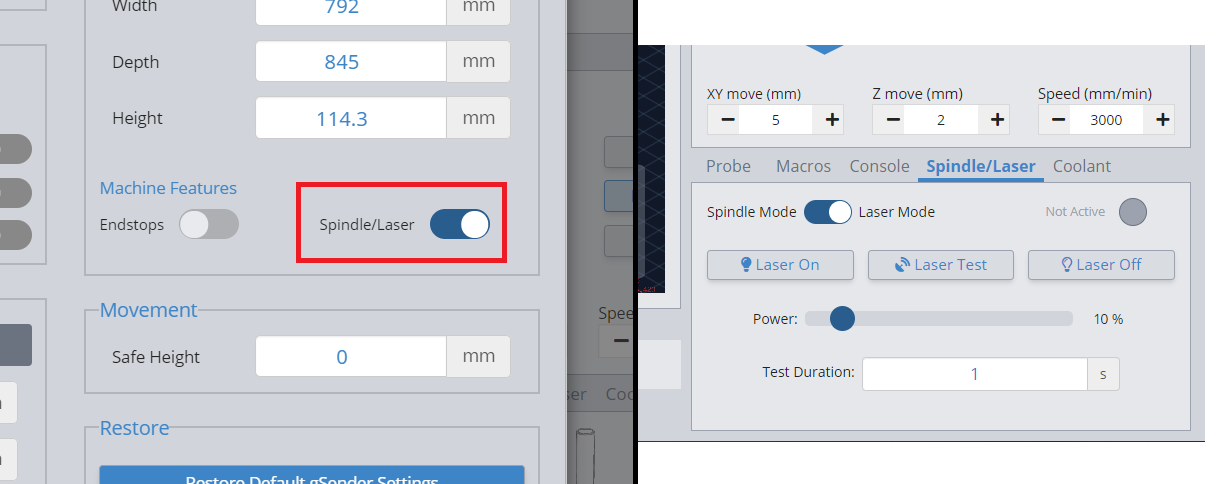 Width 792 mm
Depth 845 mm
Height 114.3 mm
Machine Features
Endstops Spindle/Laser
Movement
Safe Height 0 mm
Restore
Restore Default gSender Settings
XY move (mm) Z move (mm) Speed (mm/min)
− 5 + − 2 + − 3000 +
Probe Macros Console Spindle/Laser Coolant
Spindle Mode Laser Mode Not Active
Laser On Laser Test Laser Off
Power: 10 %
Test Duration: 1 s